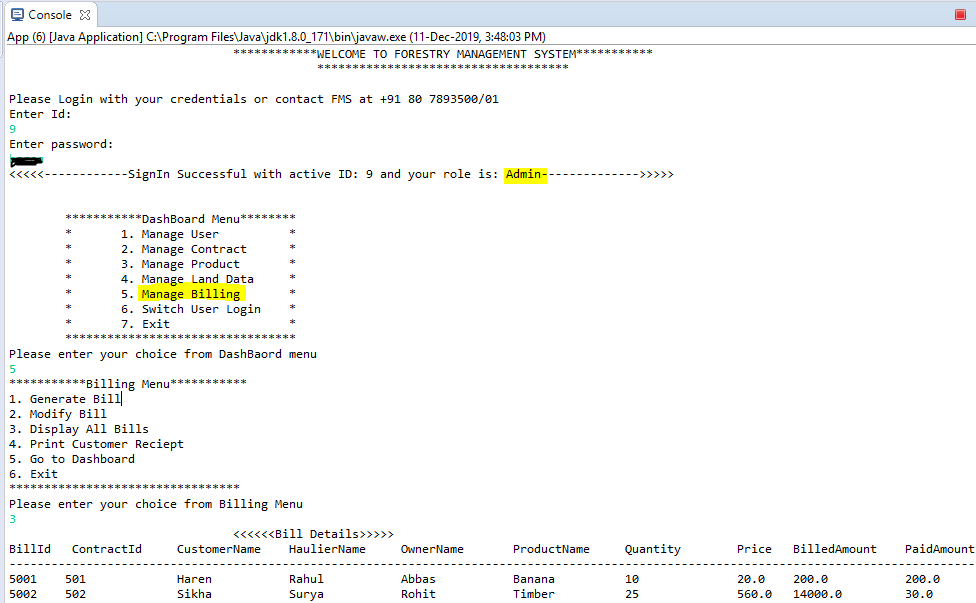 Console
App (6) [Java Application] C:\Program Files\Java\jdk1.8.0_171\bin\javaw.exe (11-Dec-2019, 3:48:03 PM)
************WELCOME TO FORESTRY MANAGEMENT SYSTEM***********
************************************
Please Login with your credentials or contact FMS at +91 80 7893500/01
Enter Id:
9
Enter password:
<<<<<------------SignIn Successful with active ID: 9 and your role is: Admin-------------->>>>>
***********DashBoard Menu********
* 1. Manage User *
* 2. Manage Contract *
* 3. Manage Product *
* 4. Manage Land Data *
* 5. Manage Billing *
* 6. Switch User Login *
* 7. Exit *
*********************************
Please enter your choice from DashBaord menu
5
***********Billing Menu***********
1. Generate Bill
2. Modify Bill
3. Display All Bills
4. Print Customer Reciept
5. Go to Dashboard
6. Exit
*********************************
Please enter your choice from Billing Menu
3
<<<<<<Bill Details>>>>>
BillId ContractId CustomerName HaulierName OwnerName ProductName Quantity Price BilledAmount PaidAmount
------------------------------------------------------------------------------------------------------------------------------------------
5001 501 Haren Rahul Abbas Banana 10 20.0 200.0 200.0
5002 502 Sikha Surya Rohit Timber 25 560.0 14000.0 30.0